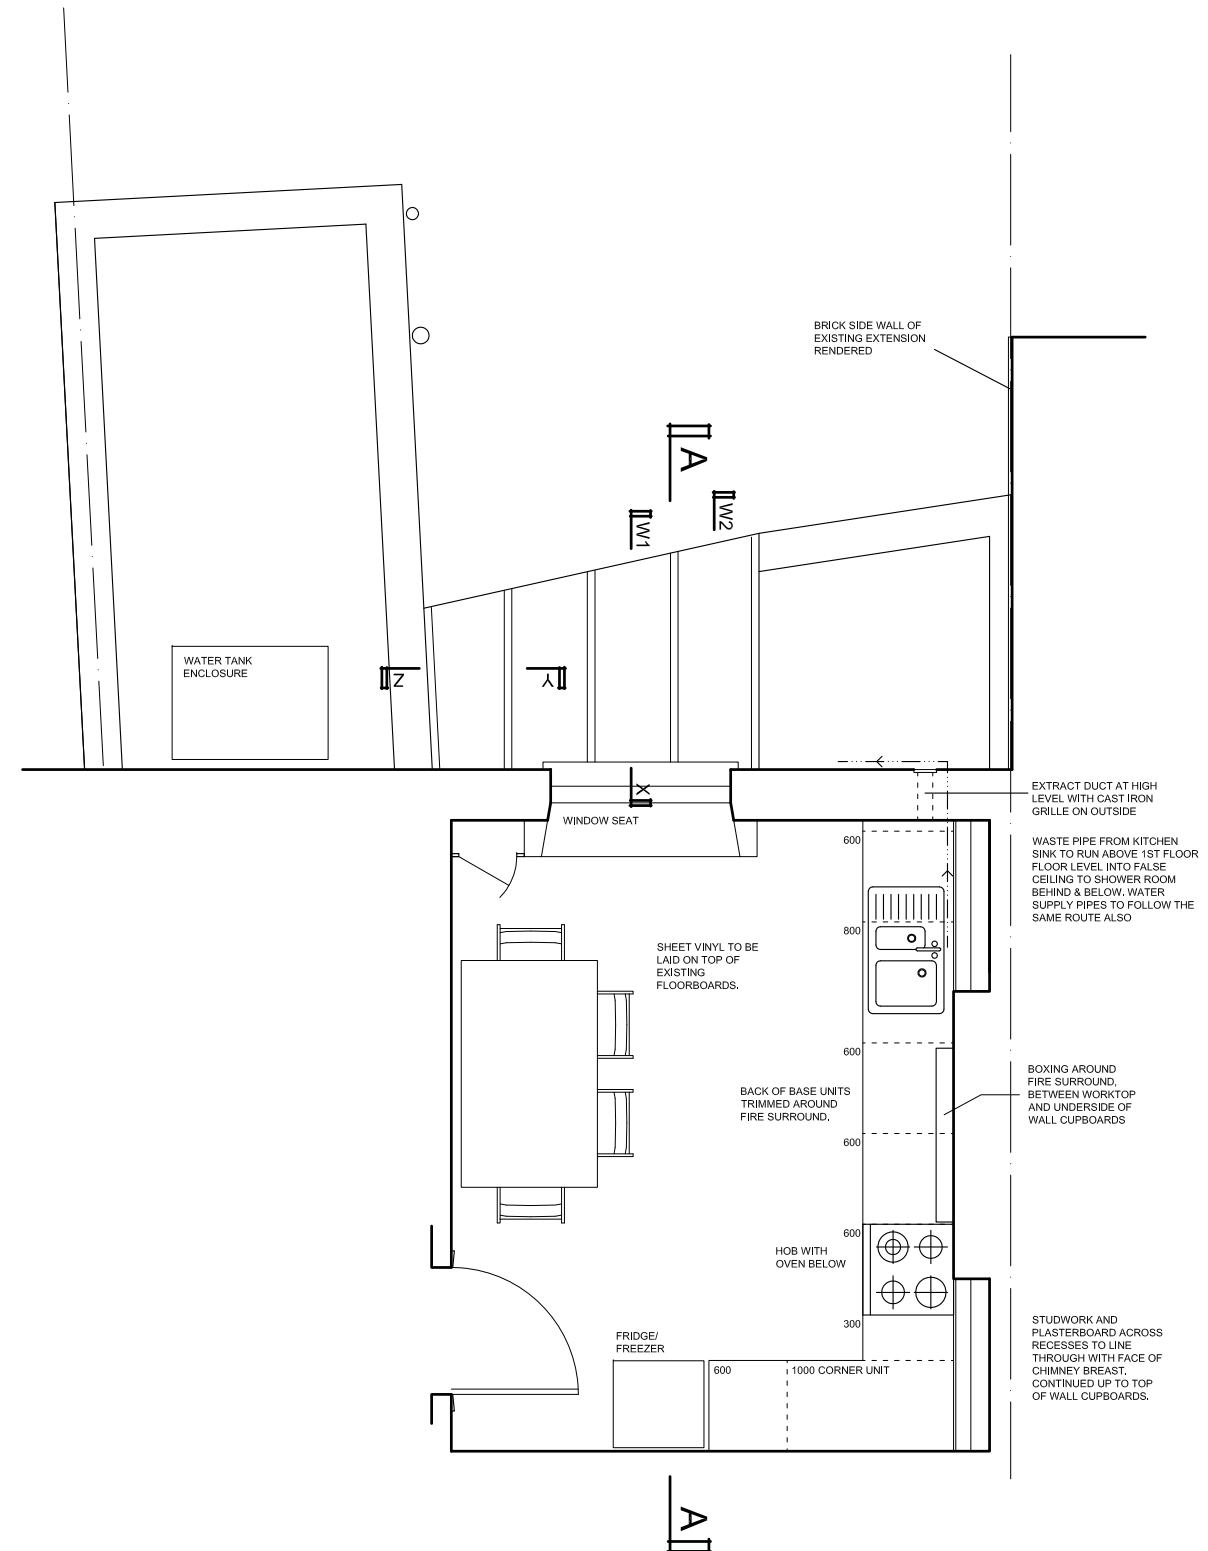 BRICK SIDE WALL OF
EXISTING EXTENSION
RENDERED
A
W2
W1
WATER TANK
ENCLOSURE
Z
Y
X
WINDOW SEAT
EXTRACT DUCT AT HIGH
LEVEL WITH CAST IRON
GRILLE ON OUTSIDE
600
WASTE PIPE FROM KITCHEN
SINK TO RUN ABOVE 1ST FLOOR
FLOOR LEVEL INTO FALSE
CEILING TO SHOWER ROOM
BEHIND & BELOW. WATER
SUPPLY PIPES TO FOLLOW THE
SAME ROUTE ALSO
800
SHEET VINYL TO BE
LAID ON TOP OF
EXISTING
FLOORBOARDS.
600
BACK OF BASE UNITS
TRIMMED AROUND
FIRE SURROUND.
BOXING AROUND
FIRE SURROUND,
BETWEEN WORKTOP
AND UNDERSIDE OF
WALL CUPBOARDS
600
600
HOB WITH
OVEN BELOW
300
FRIDGE/
FREEZER
600
1000 CORNER UNIT
STUDWORK AND
PLASTERBOARD ACROSS
RECESSES TO LINE
THROUGH WITH FACE OF
CHIMNEY BREAST.
CONTINUED UP TO TOP
OF WALL CUPBOARDS.
A